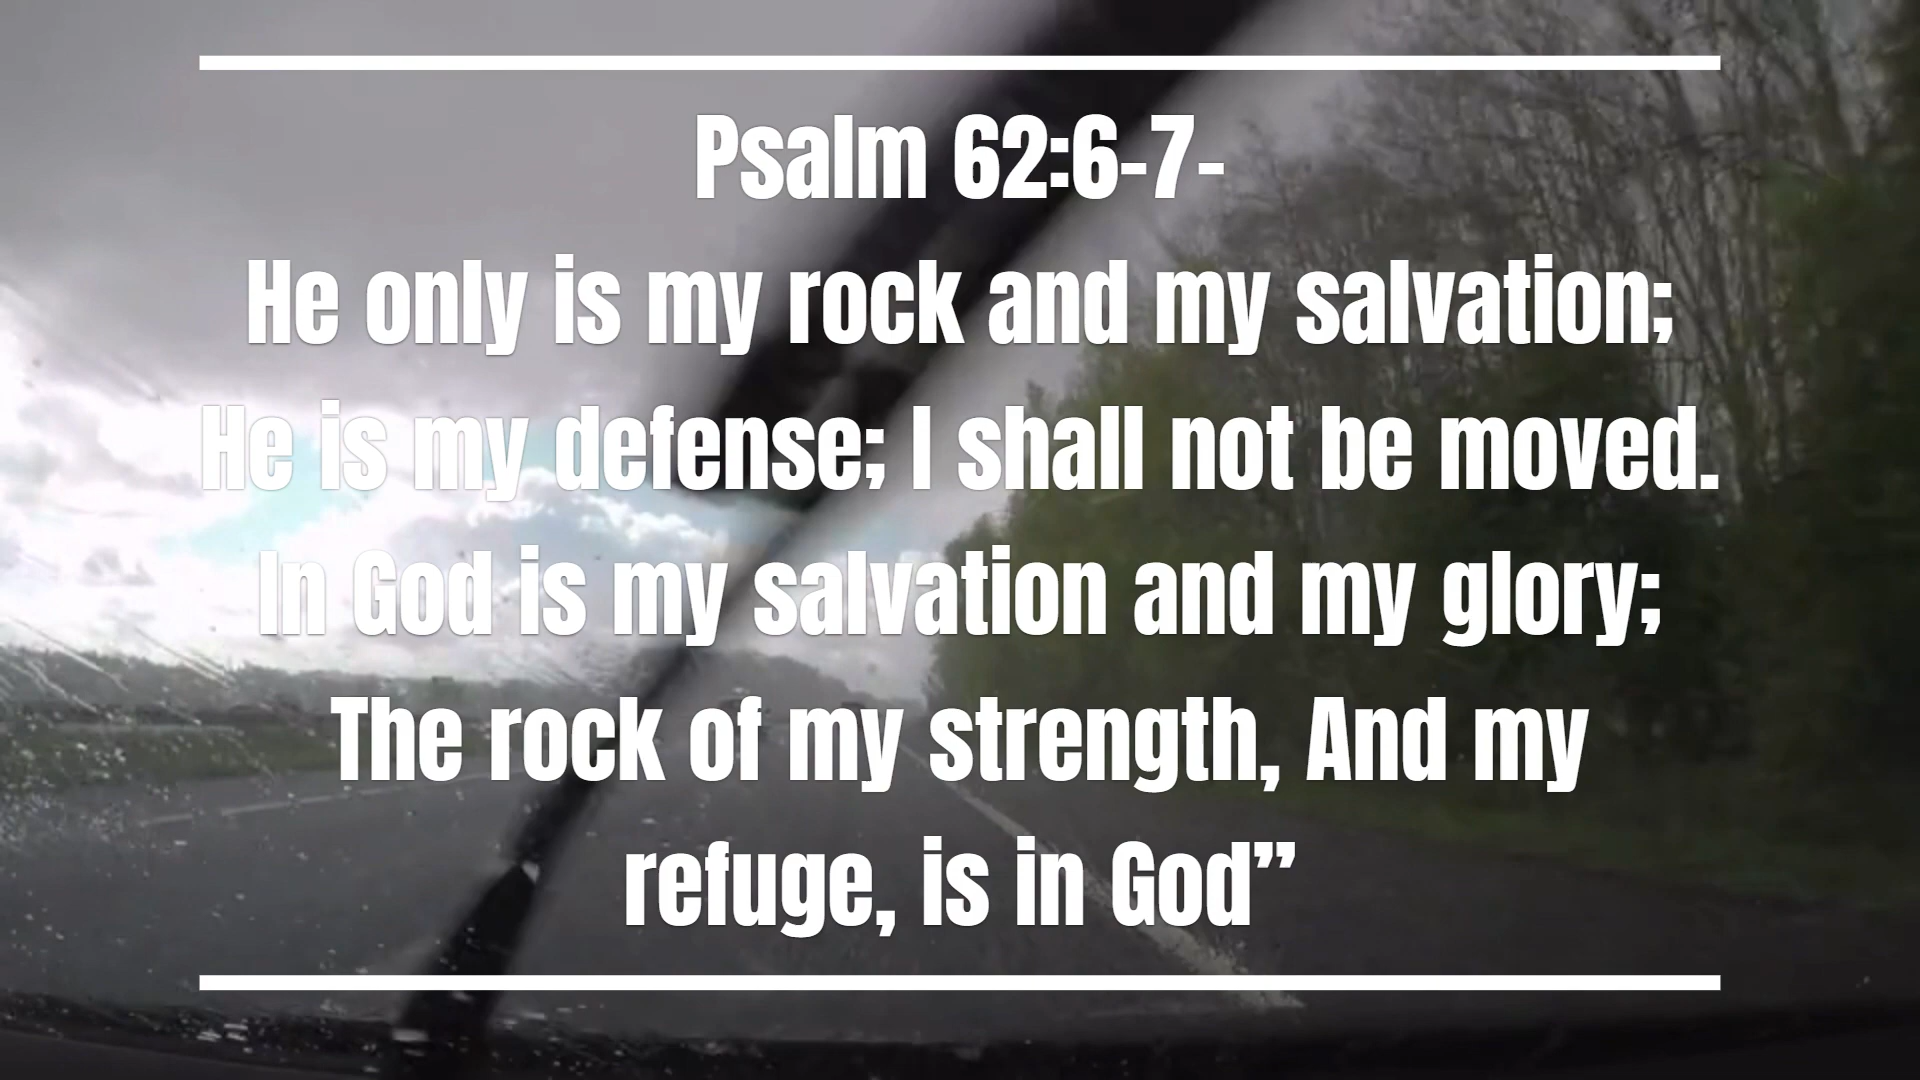 Psalm 62:6-7-
He only is my rock and my salvation;
He is my defense; I shall not be moved.
In God is my salvation and my glory;
The rock of my strength, And my
refuge, is in God”